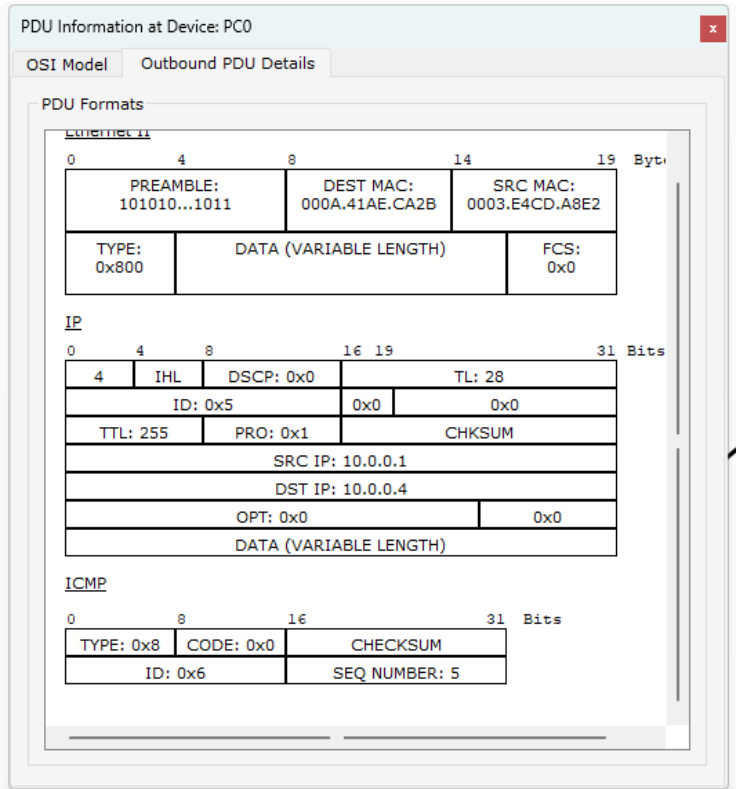 PDU Information at Device: PC0
x
OSI Model Outbound PDU Details
PDU Formats
Ethernet II
0 4 8 14 19 Byte
PREAMBLE: DEST MAC: SRC MAC:
101010...1011 000A.41AE.CA2B 0003.E4CD.A8E2
TYPE: DATA (VARIABLE LENGTH) FCS:
0x800 0x0
IP
0 4 8 16 19 31 Bits
4 IHL DSCP: 0x0 TL: 28
ID: 0x5 0x0 0x0
TTL: 255 PRO: 0x1 CHKSUM
SRC IP: 10.0.0.1
DST IP: 10.0.0.4
OPT: 0x0 0x0
DATA (VARIABLE LENGTH)
ICMP
0 8 16 31 Bits
TYPE: 0x8 CODE: 0x0 CHECKSUM
ID: 0x6 SEQ NUMBER: 5